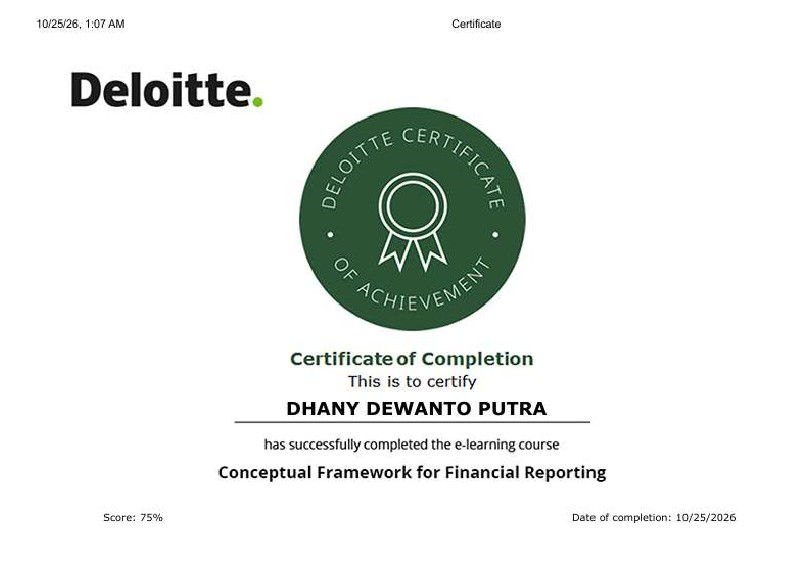 10/25/26, 1:07 AM
Certificate
Deloitte.
DELOITTE CERTIFICATE
OF ACHIEVEMENT
Certificate of Completion
This is to certify
DHANY DEWANTO PUTRA
has successfully completed the e-learning course
Conceptual Framework for Financial Reporting
Score: 75%
Date of completion: 10/25/2026